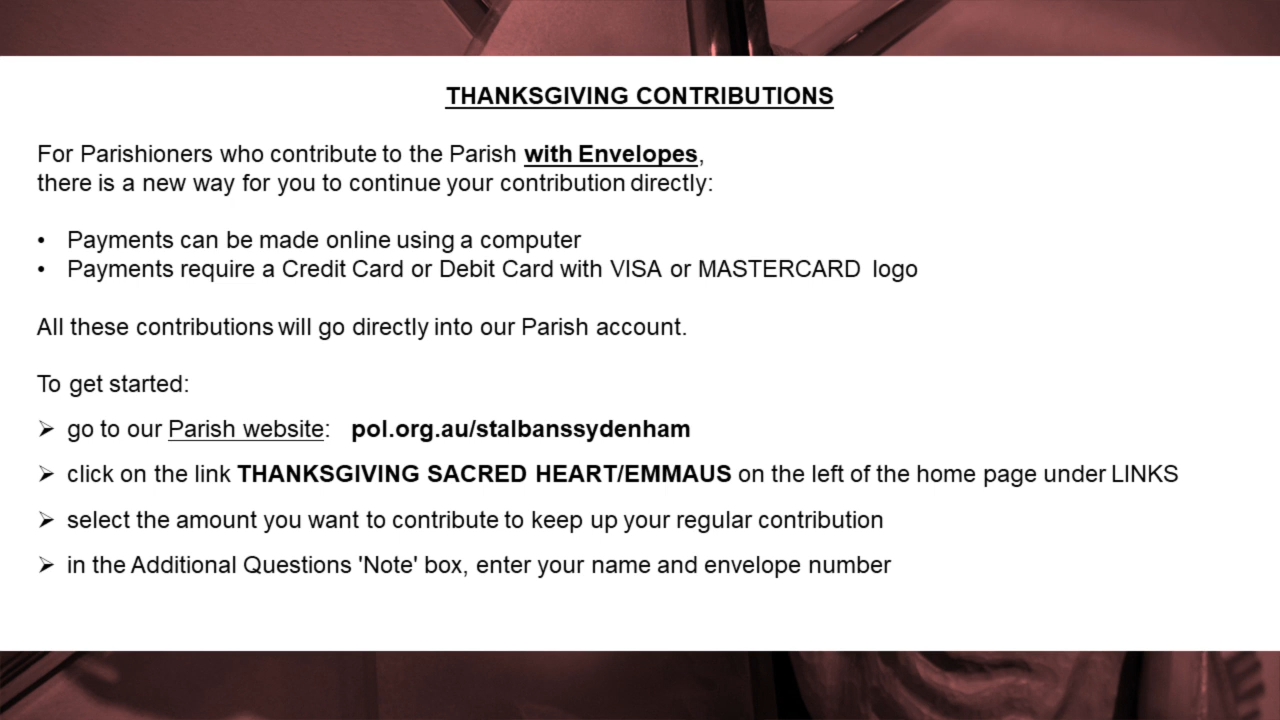 THANKSGIVING CONTRIBUTIONS
For Parishioners who contribute to the Parish with Envelopes,
there is a new way for you to continue your contribution directly:
• Payments can be made online using a computer
• Payments require a Credit Card or Debit Card with VISA or MASTERCARD logo
All these contributions will go directly into our Parish account.
To get started:
➢ go to our Parish website: pol.org.au/stalbanssydenham
➢ click on the link THANKSGIVING SACRED HEART/EMMAUS on the left of the home page under LINKS
➢ select the amount you want to contribute to keep up your regular contribution
➢ in the Additional Questions 'Note' box, enter your name and envelope number